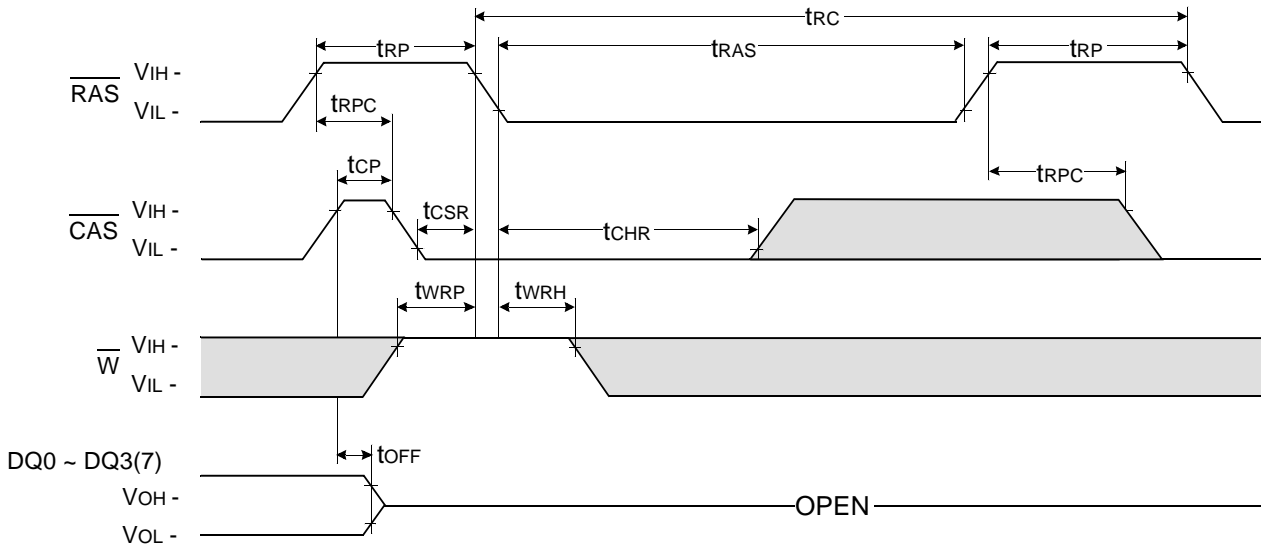 tRC
tRP
tRAS
tRP
RAS
VIH -
VIL -
tRPC
tCP
tRPC
CAS
VIH -
VIL -
tCSR
tCHR
tWRP
tWRH
W
VIH -
VIL -
tOFF
DQ0 ~ DQ3(7)
VOH -
VOL -
OPEN